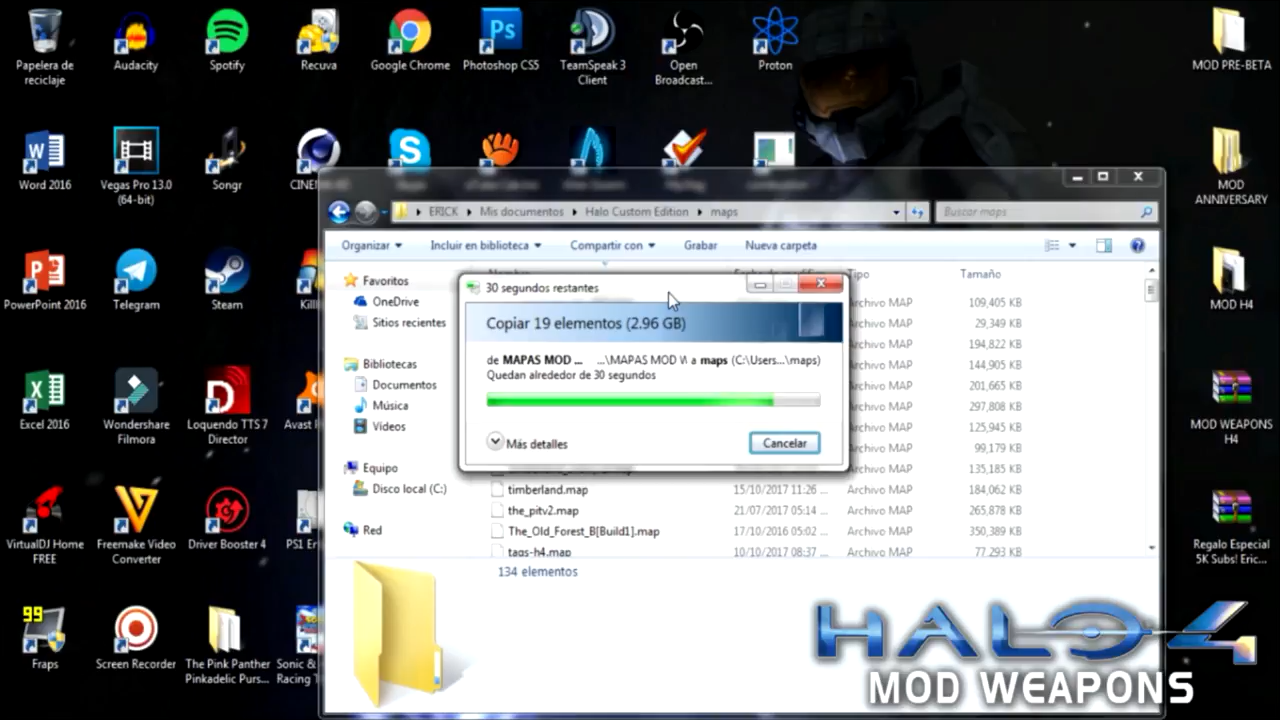 Papelera de
reciclaje
Audacity
Spotify
Recuva
Google Chrome
Photoshop CS5
Ps
TeamSpeak 3
Client
Open
Broadcast...
Proton
MOD PRE-BETA
Word 2016
Vegas Pro 13.0
(64-bit)
Songr
MOD
ANNIVERSARY
ERICK
Mis documentos
Halo Custom Edition
maps
Buscar maps
Organizar
Incluir en biblioteca
Compartir con
Grabar
Nueva carpeta
PowerPoint 2016
Telegram
Steam
MOD H4
Favoritos
OneDrive
Sitios recientes
Bibliotecas
Documentos
Música
Vídeos
Equipo
Disco local (C:)
Red
Tipo
Tamaño
Archivo MAP 109,405 KB
Archivo MAP 29,349 KB
Archivo MAP 194,822 KB
Archivo MAP 144,905 KB
Archivo MAP 201,665 KB
Archivo MAP 297,808 KB
Archivo MAP 125,945 KB
Archivo MAP 99,179 KB
Archivo MAP 135,185 KB
timberland.map 15/10/2017 11:26 ... Archivo MAP 184,062 KB
the_pitv2.map 21/07/2017 05:14 ... Archivo MAP 265,878 KB
The_Old_Forest_B[Build1].map 17/10/2016 05:02 ... Archivo MAP 350,389 KB
tags-h4.map 10/10/2017 08:37 ... Archivo MAP 77,293 KB
134 elementos
30 segundos restantes
Copiar 19 elementos (2.96 GB)
de MAPAS MOD ... ...\MAPAS MOD \\ a maps (C:\Users...\maps)
Quedan alrededor de 30 segundos
Más detalles
Cancelar
Excel 2016
Wondershare
Filmora
Loquendo TTS 7
Director
MOD WEAPONS
H4
VirtualDJ Home
FREE
Freemake Video
Converter
Driver Booster 4
Regalo Especial
5K Subs! Eric...
99
Fraps
Screen Recorder
The Pink Panther
Pinkadelic Purs...
HALO 4
MOD WEAPONS